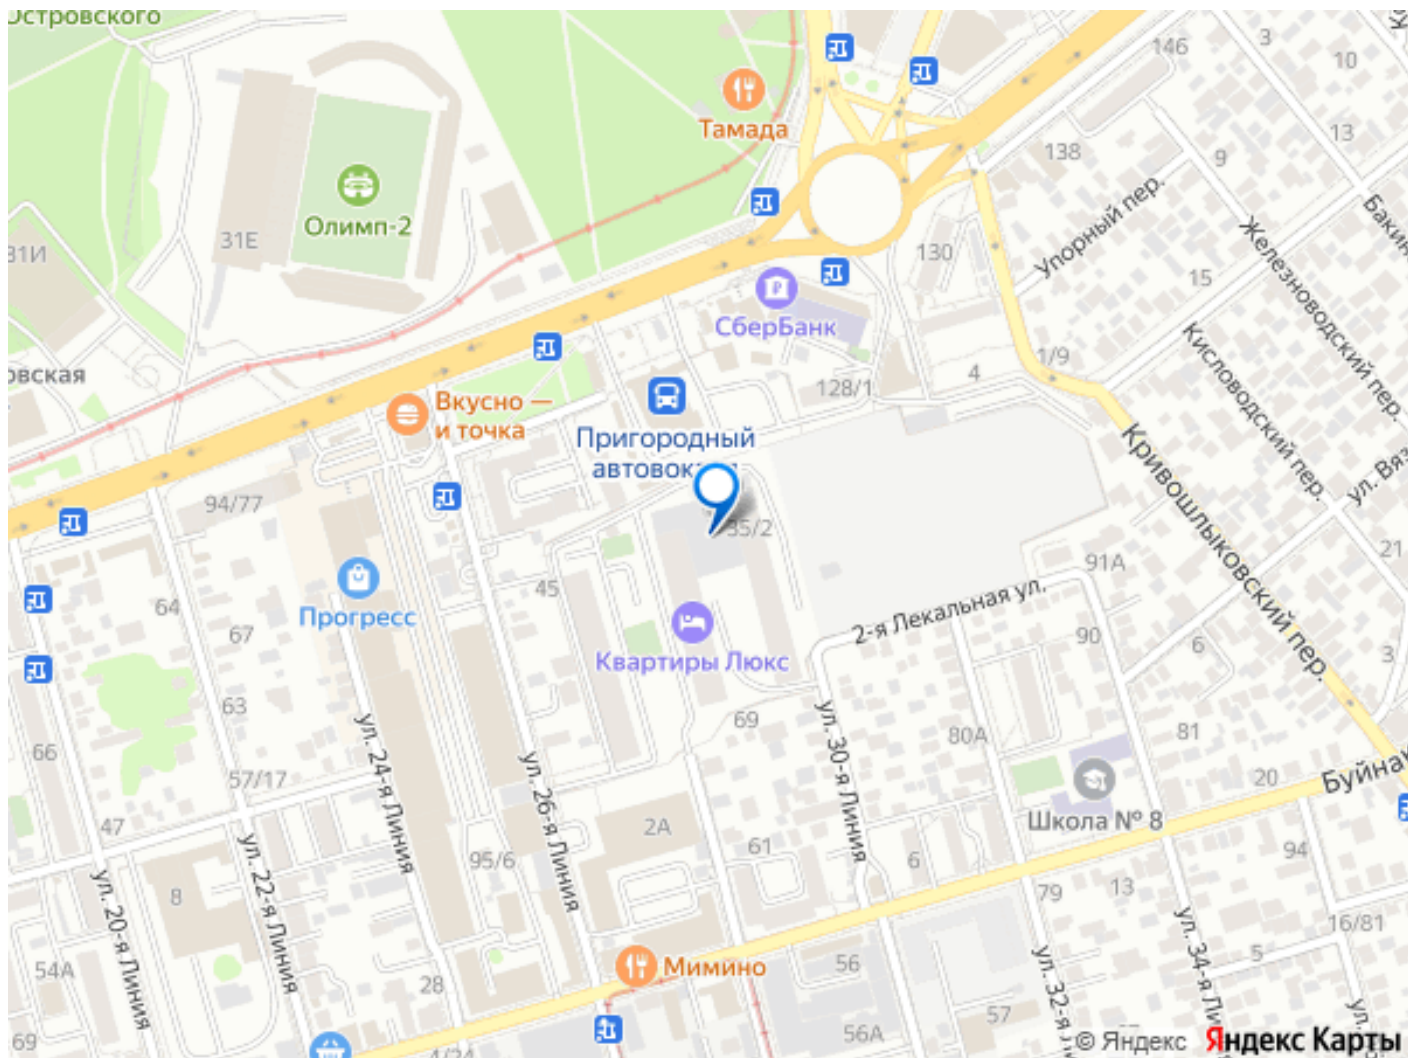 Островского
146
3
10
Тамада
138
13
9
Олимп-2
31Е
31И
Упорный пер.
Железноводский пер.
130
15
СберБанк
Кисловодский пер.
1/9
4
128/1
Вкусно —
и точка
Пригородный
94/77
35/2
Кривошлыковский пер.
21
91А
45
2-я Лекальная ул.
Прогресс
64
67
90
6
3
Квартиры Люкс
63
69
ул. 24-я Линия
ул. 30-я Линия
80А
81
66
57/17
ул. 26-я Линия
20
Школа № 8
47
2А
61
6
94
95/6
ул. 22-я Линия
ул. 20-я Линия
8
79
13
16/81
5
54А
28
Мимино
56
ул. 32-я
ул. 34-я
57
56А
69
ул.
© Яндекс
Яндекс Карты